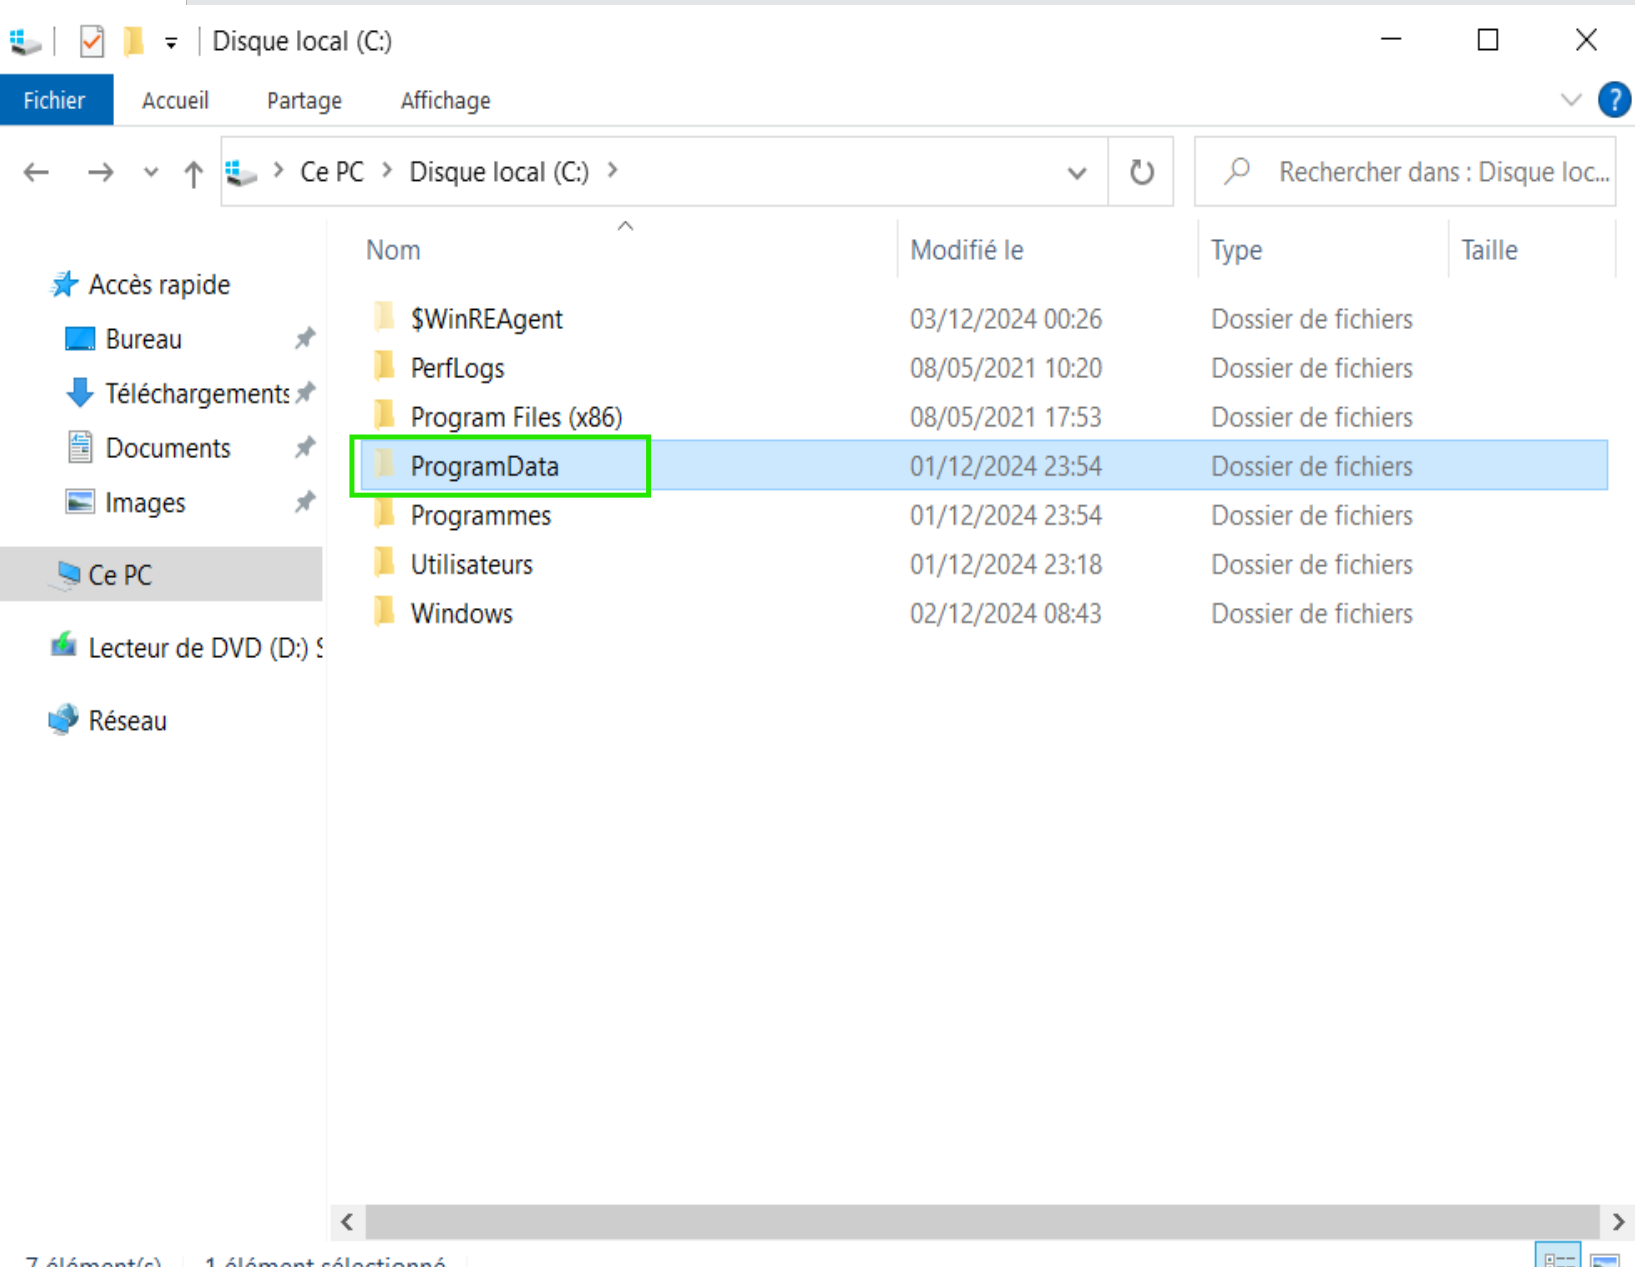 Disque local (C:)
Fichier Accueil Partage Affichage ?
Ce PC Disque local (C:) Rechercher dans : Disque loc...
Nom Modifié le Type Taille
Accès rapide
Bureau
Téléchargements
Documents
Images
Ce PC
Lecteur de DVD (D:) S
Réseau
$WinREAgent 03/12/2024 00:26 Dossier de fichiers
PerfLogs 08/05/2021 10:20 Dossier de fichiers
Program Files (x86) 08/05/2021 17:53 Dossier de fichiers
ProgramData 01/12/2024 23:54 Dossier de fichiers
Programmes 01/12/2024 23:54 Dossier de fichiers
Utilisateurs 01/12/2024 23:18 Dossier de fichiers
Windows 02/12/2024 08:43 Dossier de fichiers
7 élément(s) 1 élément sélectionné